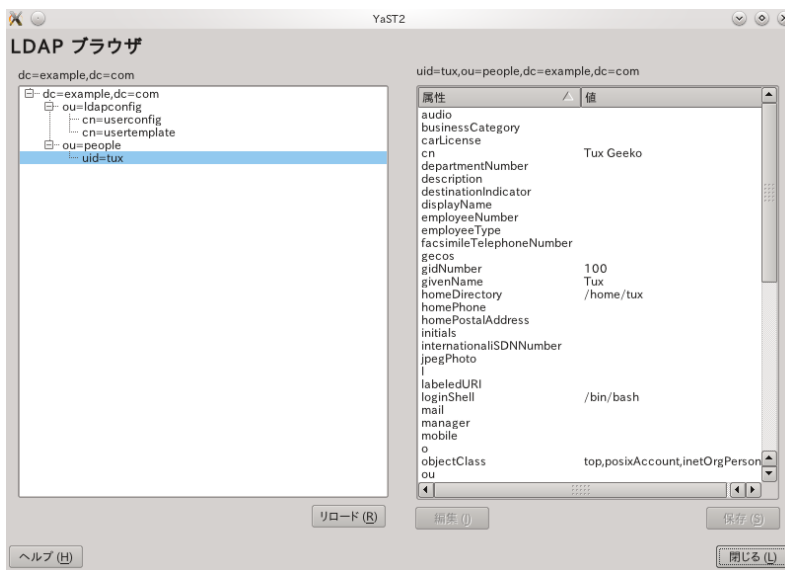 YaST2
LDAP ブラウザ
dc=example,dc=com
dc=example,dc=com
ou=ldapconfig
cn=userconfig
cn=usertemplate
ou=people
uid=tux
リロード (R)
uid=tux,ou=people,dc=example,dc=com
属性 値
audio
businessCategory
carLicense
cn Tux Geeko
departmentNumber
description
destinationIndicator
displayName
employeeNumber
employeeType
facsimileTelephoneNumber
gecos
gidNumber 100
givenName Tux
homeDirectory /home/tux
homePhone
homePostalAddress
initials
internationaliSDNNumber
jpegPhoto
l
labeledURI
loginShell /bin/bash
mail
manager
mobile
o
objectClass top,posixAccount,inetOrgPerson
ou
編集 (I) 保存 (S)
ヘルプ (H) 閉じる (L)